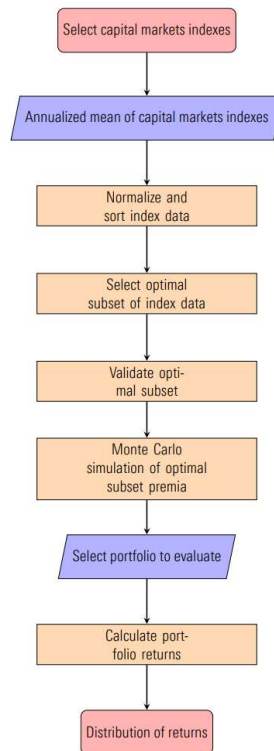 Select capital markets indexes
Annualized mean of capital markets indexes
Normalize and
sort index data
Select optimal
subset of index data
Validate opti-
mal subset
Monte Carlo
simulation of optimal
subset premia
Select portfolio to evaluate
Calculate port-
folio returns
Distribution of returns